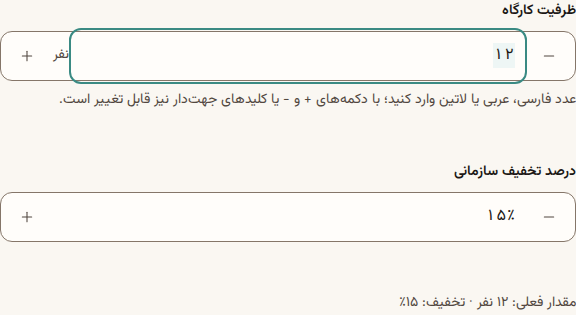 ظرفیت کارگاه
− ۱۲ نفر +
عدد فارسی، عربی یا لاتین وارد کنید؛ با دکمه‌های + و - یا کلیدهای جهت‌دار نیز قابل تغییر است.
درصد تخفیف سازمانی
− ۱۵٪ +
مقدار فعلی: ۱۲ نفر · تخفیف: ۱۵٪